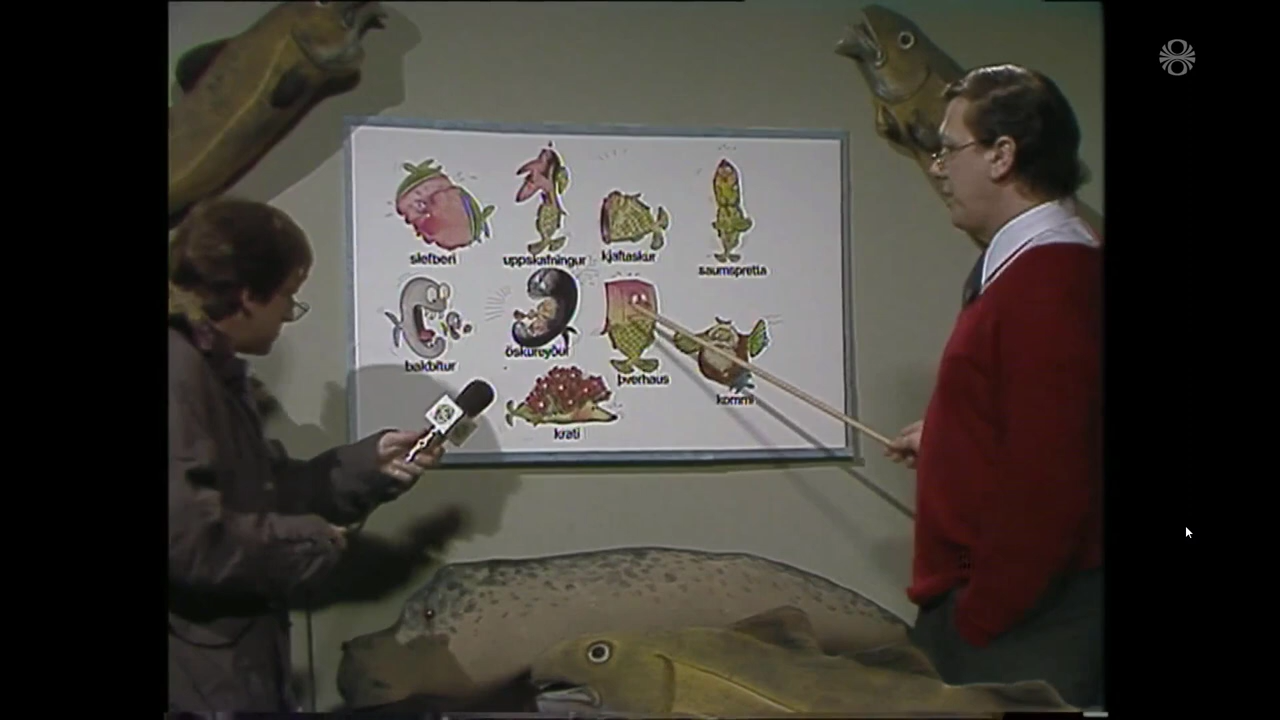 slefberi
uppskafningur
kjaftaskur
saumspretta
bakbítur
öskureyður
þverhaus
kommi
krati